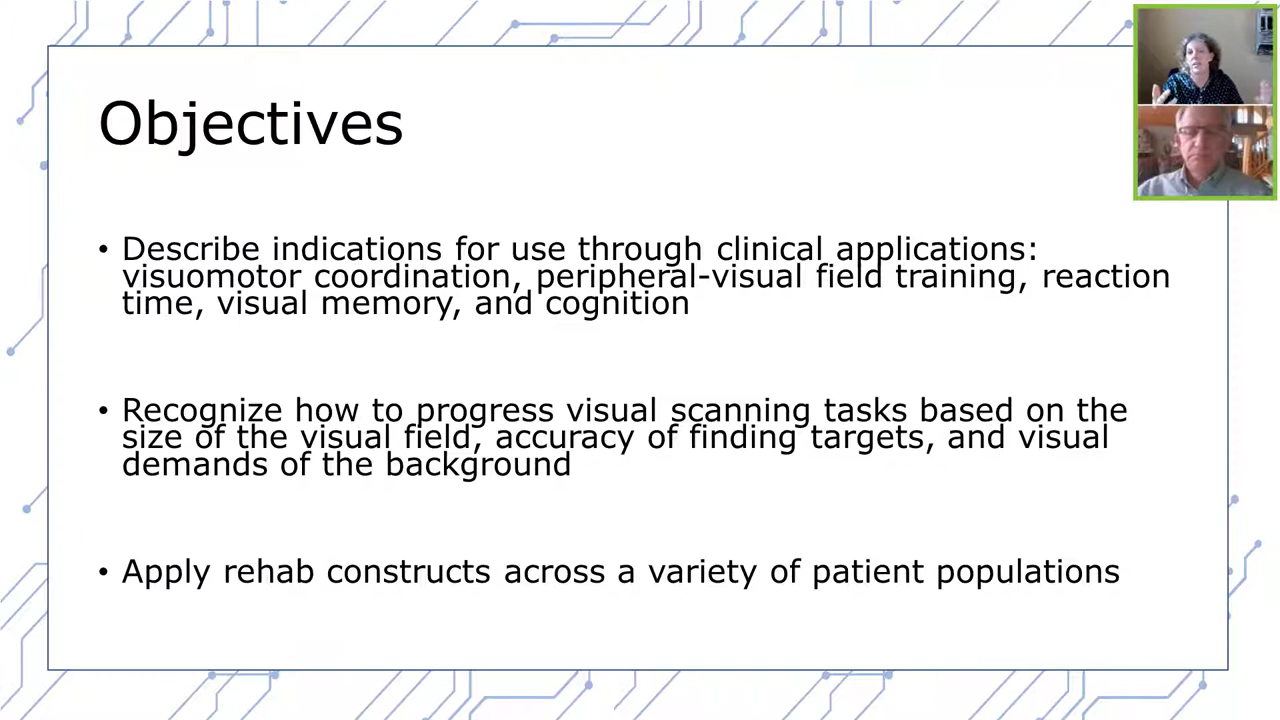 Objectives
• Describe indications for use through clinical applications:
visuomotor coordination, peripheral-visual field training, reaction
time, visual memory, and cognition
• Recognize how to progress visual scanning tasks based on the
size of the visual field, accuracy of finding targets, and visual
demands of the background
• Apply rehab constructs across a variety of patient populations